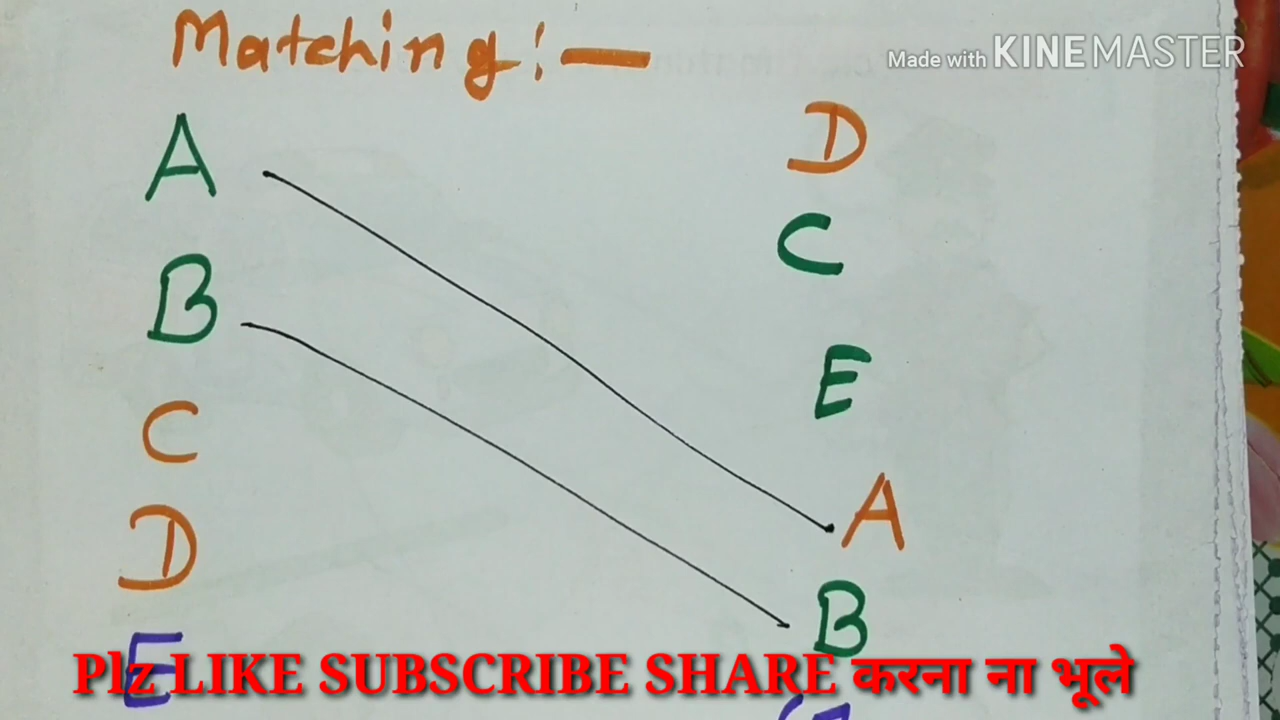 Matching:—
Made with KINEMASTER
A D
B C
C E
D A
E B
Plz LIKE SUBSCRIBE SHARE करना ना भूले